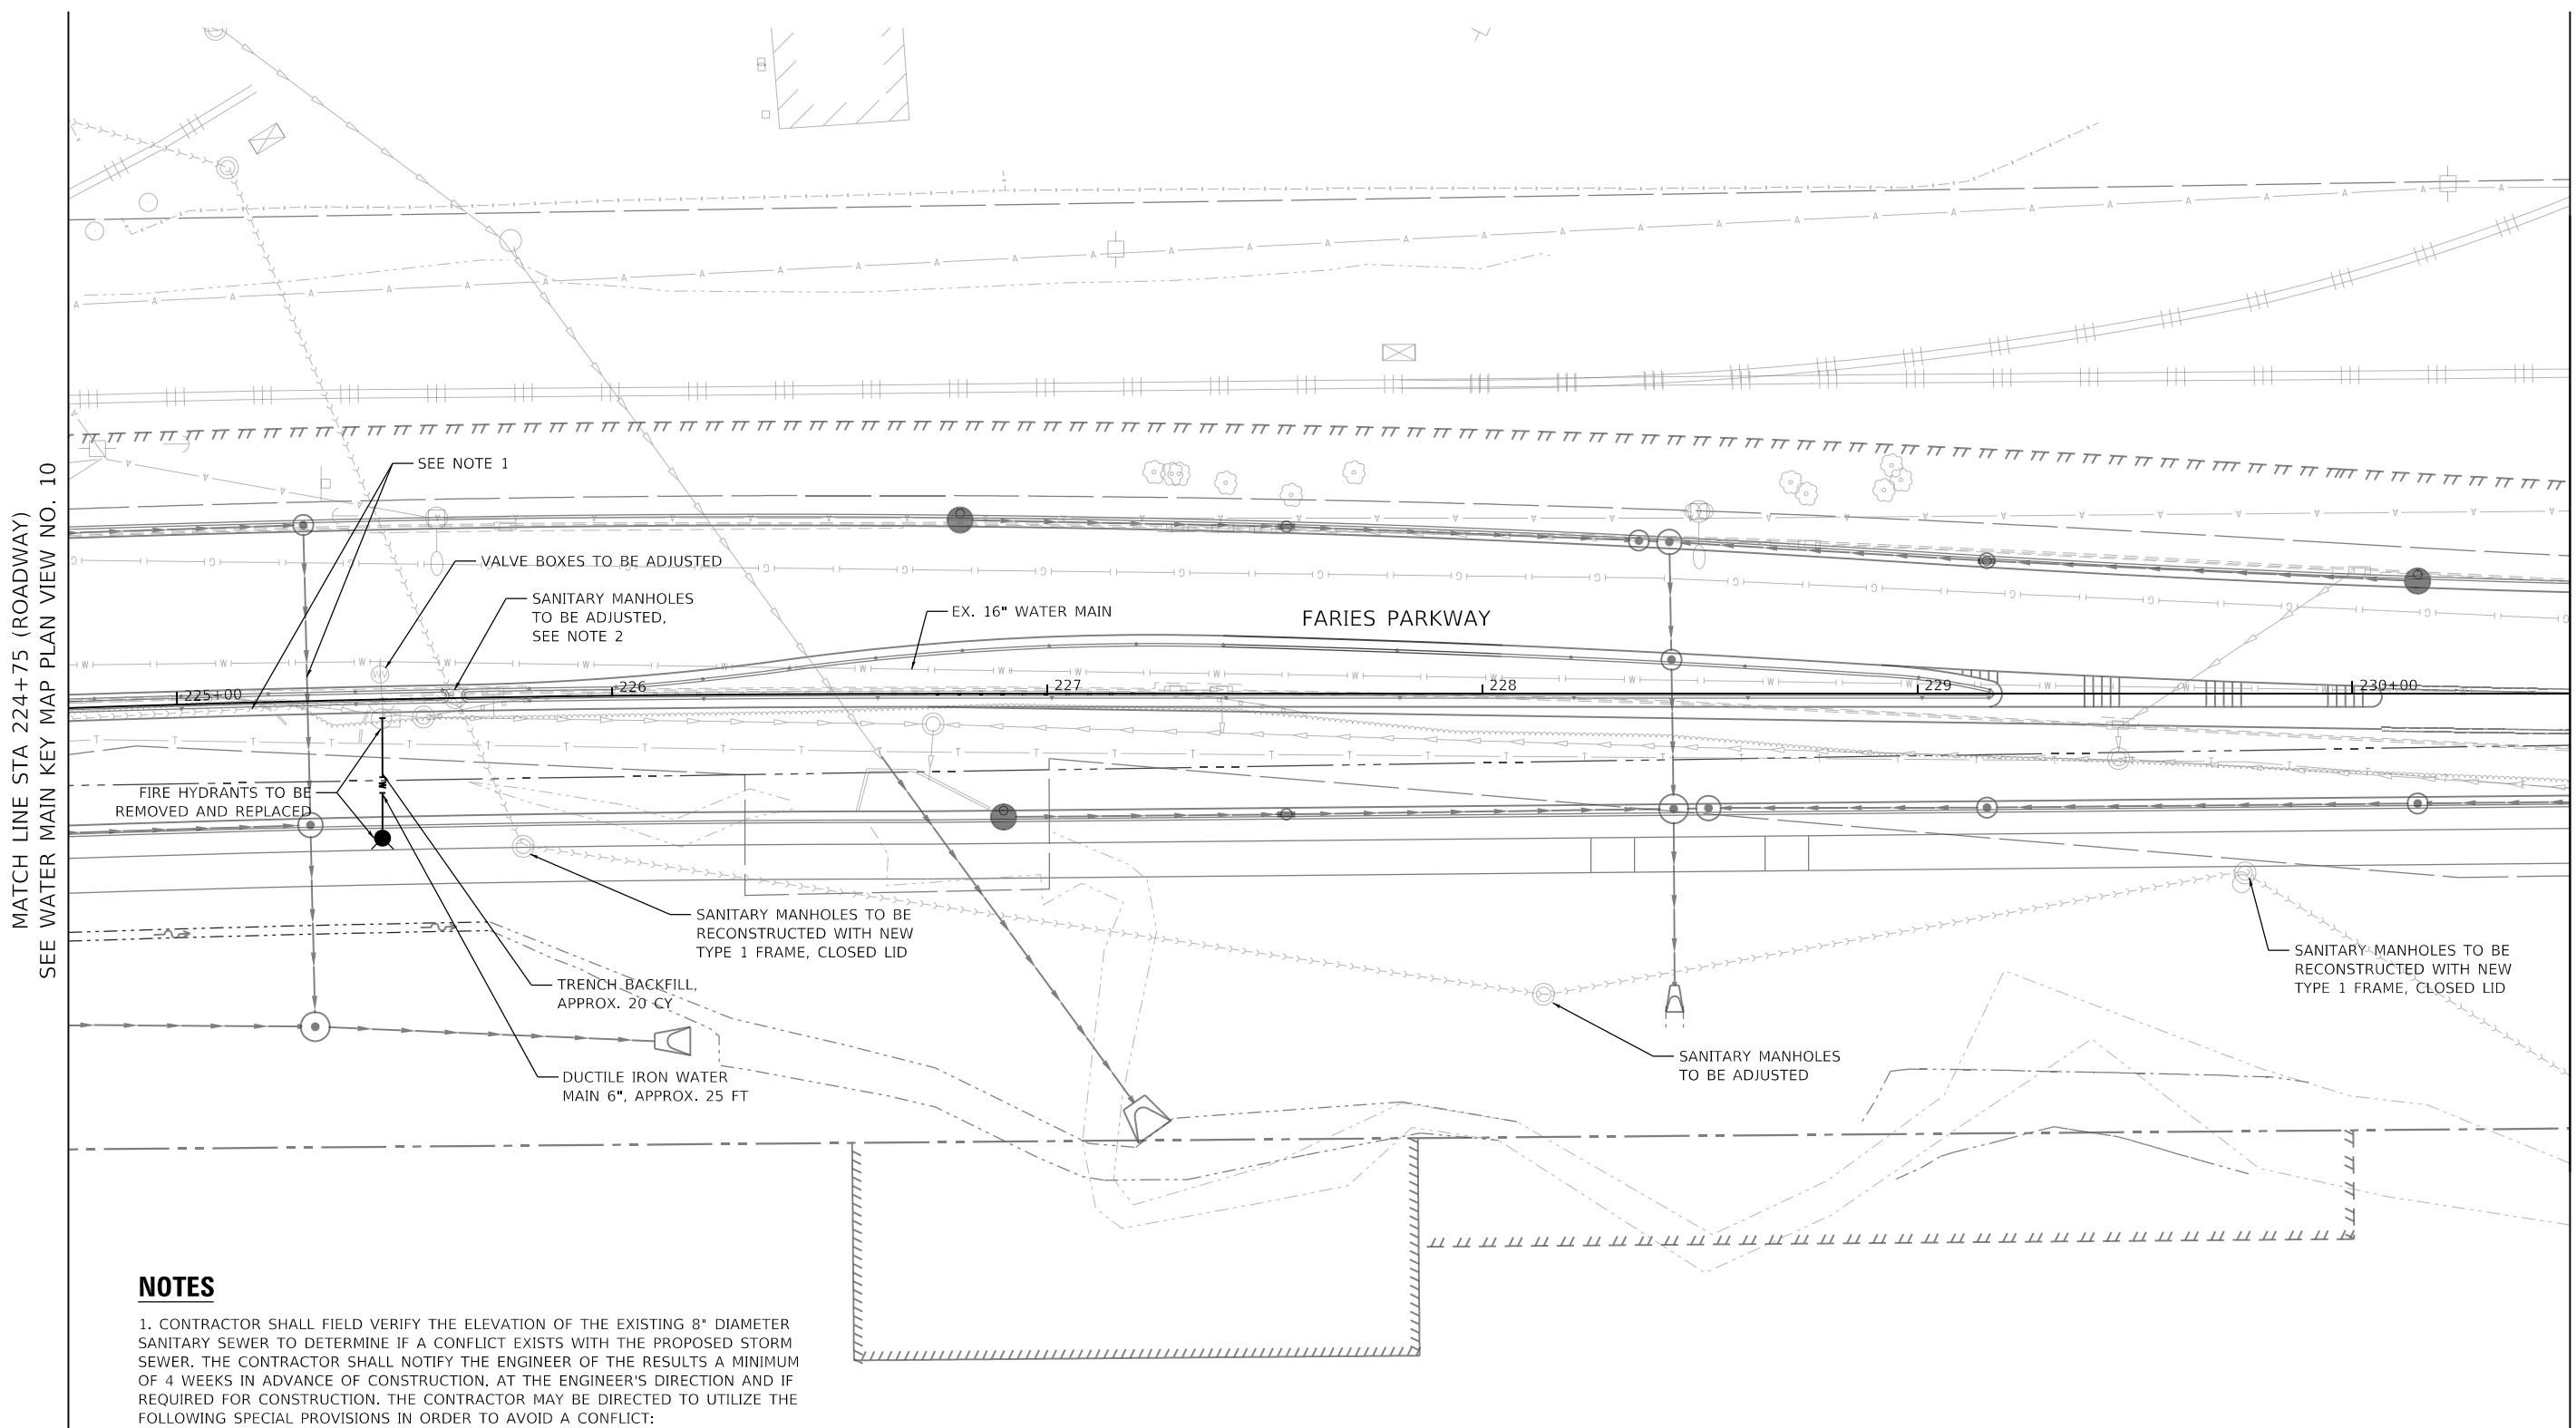 MATCH LINE STA 224+75 (ROADWAY)
SEE WATER MAIN KEY MAP PLAN VIEW NO. 10
SEE NOTE 1
VALVE BOXES TO BE ADJUSTED
SANITARY MANHOLES
TO BE ADJUSTED,
SEE NOTE 2
EX. 16" WATER MAIN
FARIES PARKWAY
225+00
226
227
228
229
230+00
FIRE HYDRANTS TO BE
REMOVED AND REPLACED
SANITARY MANHOLES TO BE
RECONSTRUCTED WITH NEW
TYPE 1 FRAME, CLOSED LID
TRENCH BACKFILL,
APPROX. 20 CY
DUCTILE IRON WATER
MAIN 6", APPROX. 25 FT
SANITARY MANHOLES
TO BE ADJUSTED
SANITARY MANHOLES TO BE
RECONSTRUCTED WITH NEW
TYPE 1 FRAME, CLOSED LID
NOTES
1. CONTRACTOR SHALL FIELD VERIFY THE ELEVATION OF THE EXISTING 8" DIAMETER
SANITARY SEWER TO DETERMINE IF A CONFLICT EXISTS WITH THE PROPOSED STORM
SEWER. THE CONTRACTOR SHALL NOTIFY THE ENGINEER OF THE RESULTS A MINIMUM
OF 4 WEEKS IN ADVANCE OF CONSTRUCTION. AT THE ENGINEER'S DIRECTION AND IF
REQUIRED FOR CONSTRUCTION. THE CONTRACTOR MAY BE DIRECTED TO UTILIZE THE
FOLLOWING SPECIAL PROVISIONS IN ORDER TO AVOID A CONFLICT: